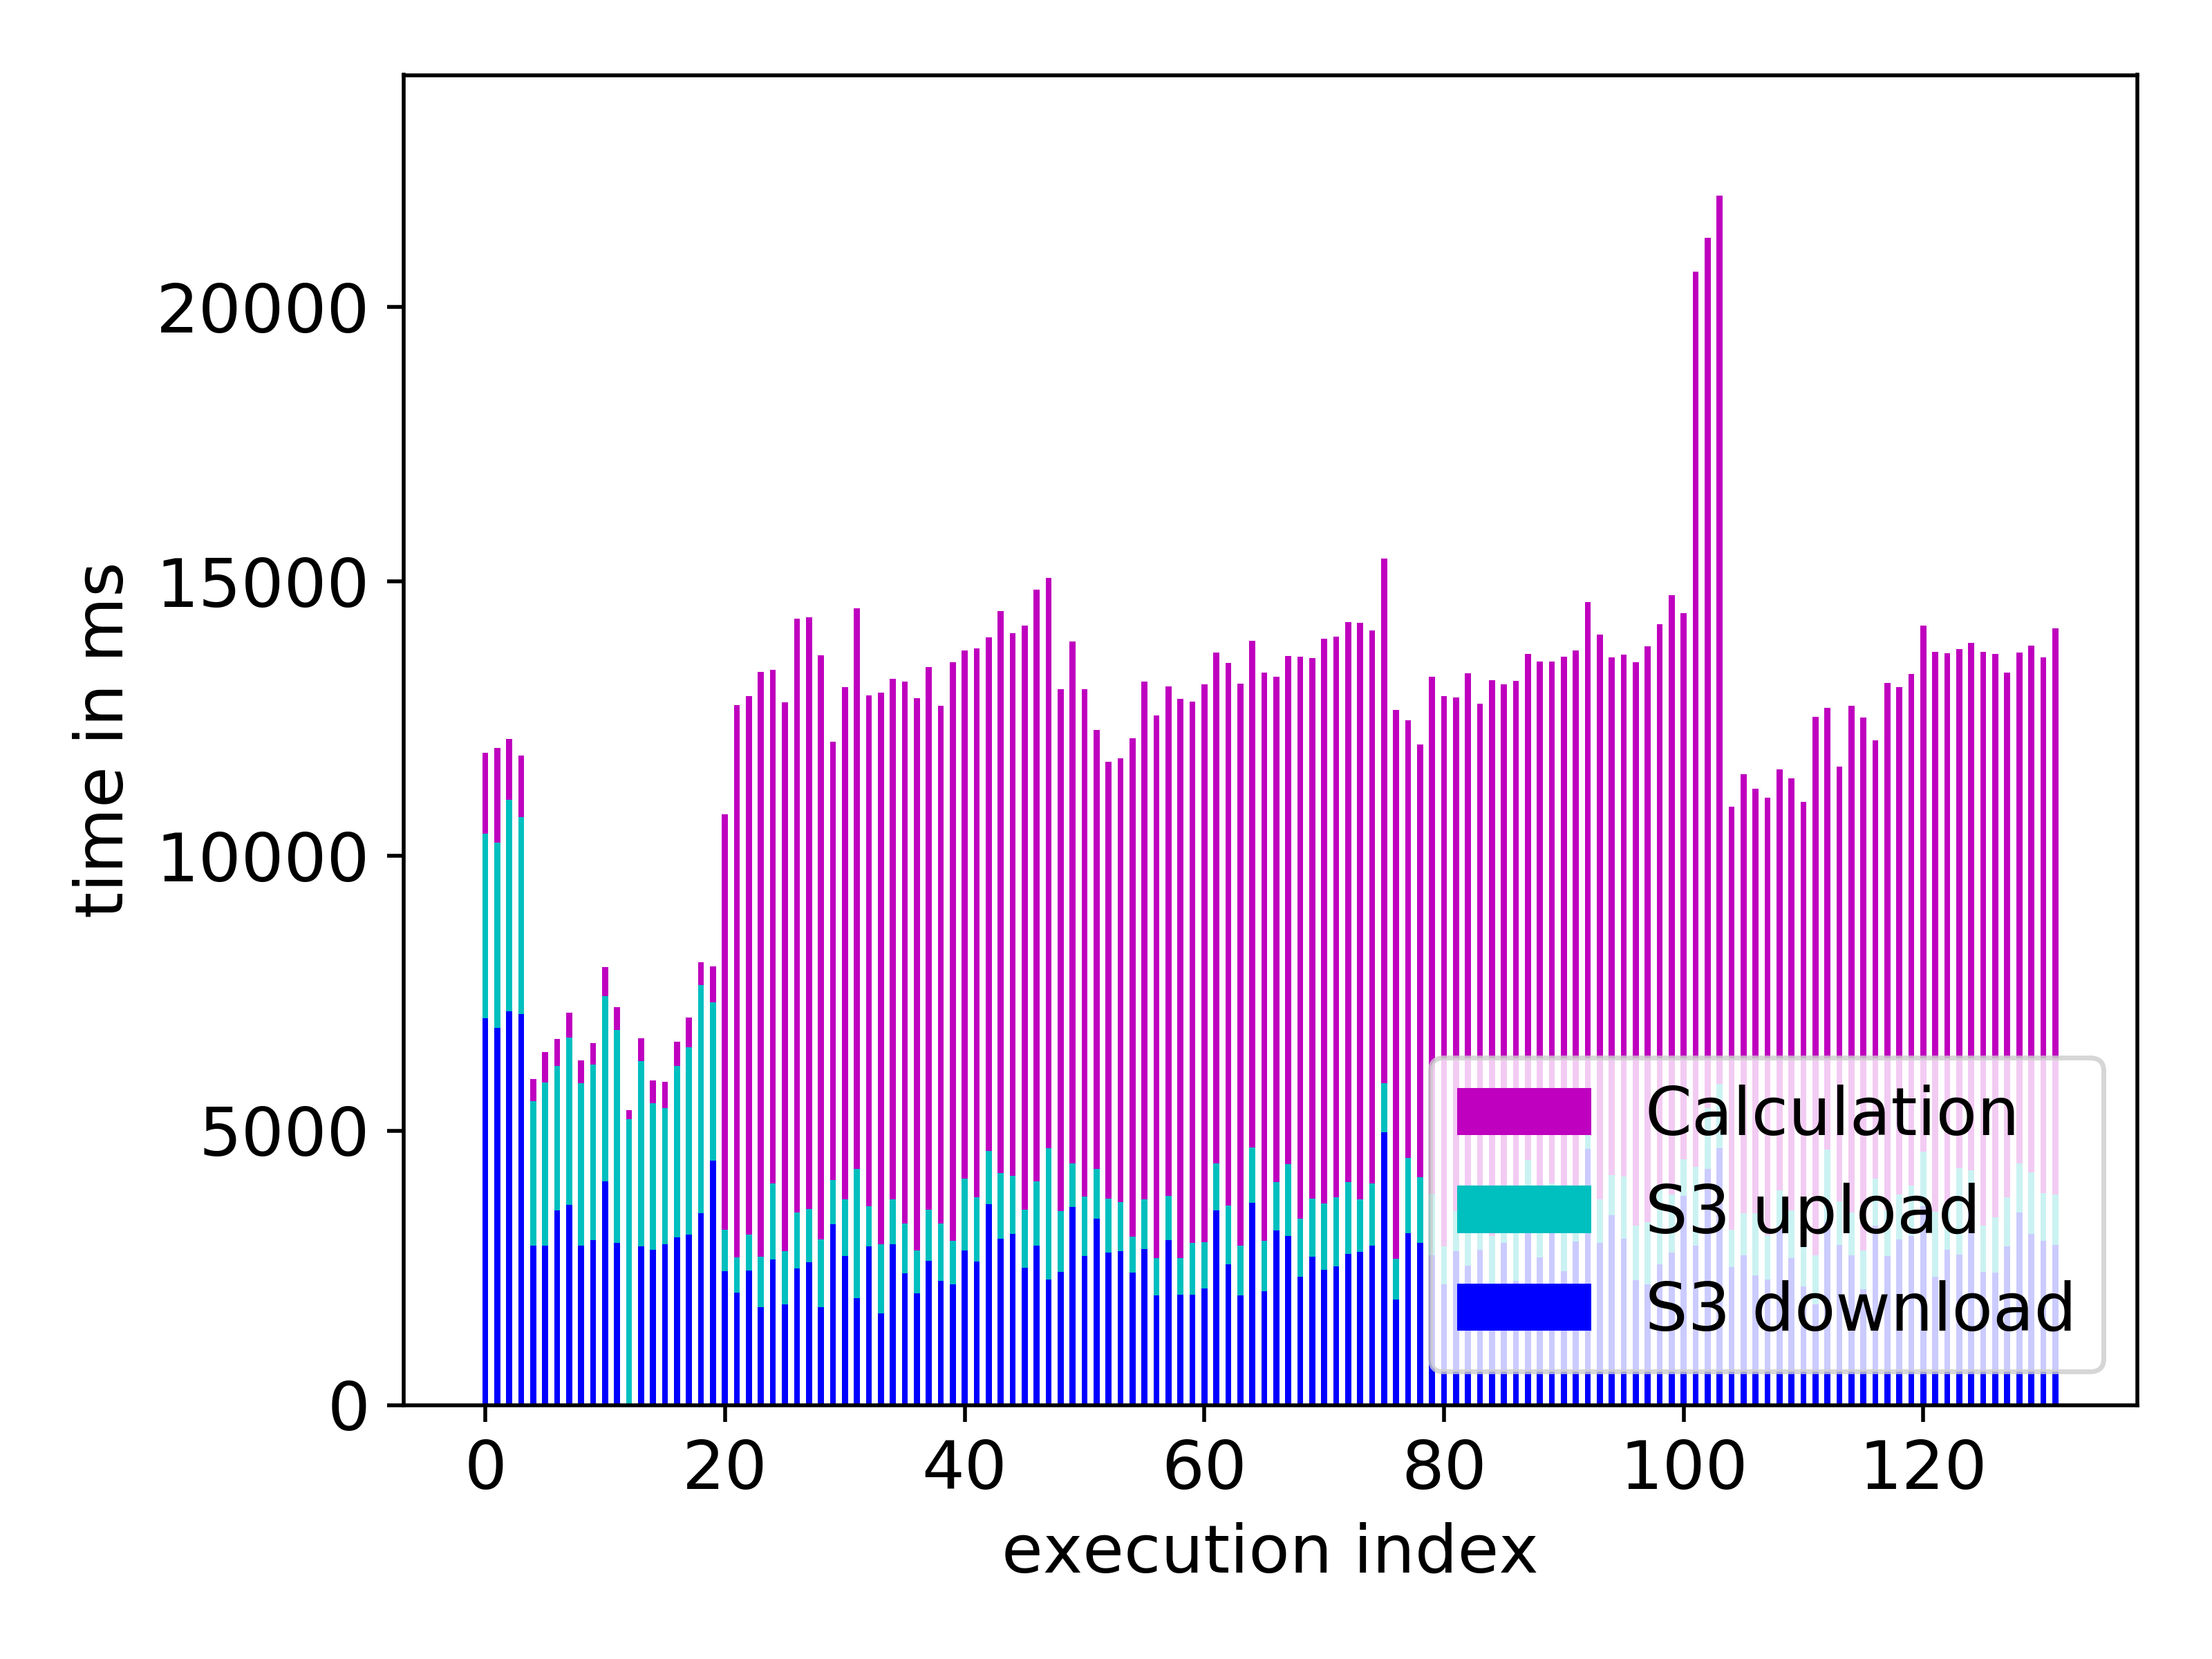 time in ms
20000
15000
10000
5000
0
0 20 40 60 80 100 120
execution index
Calculation
S3 upload
S3 download